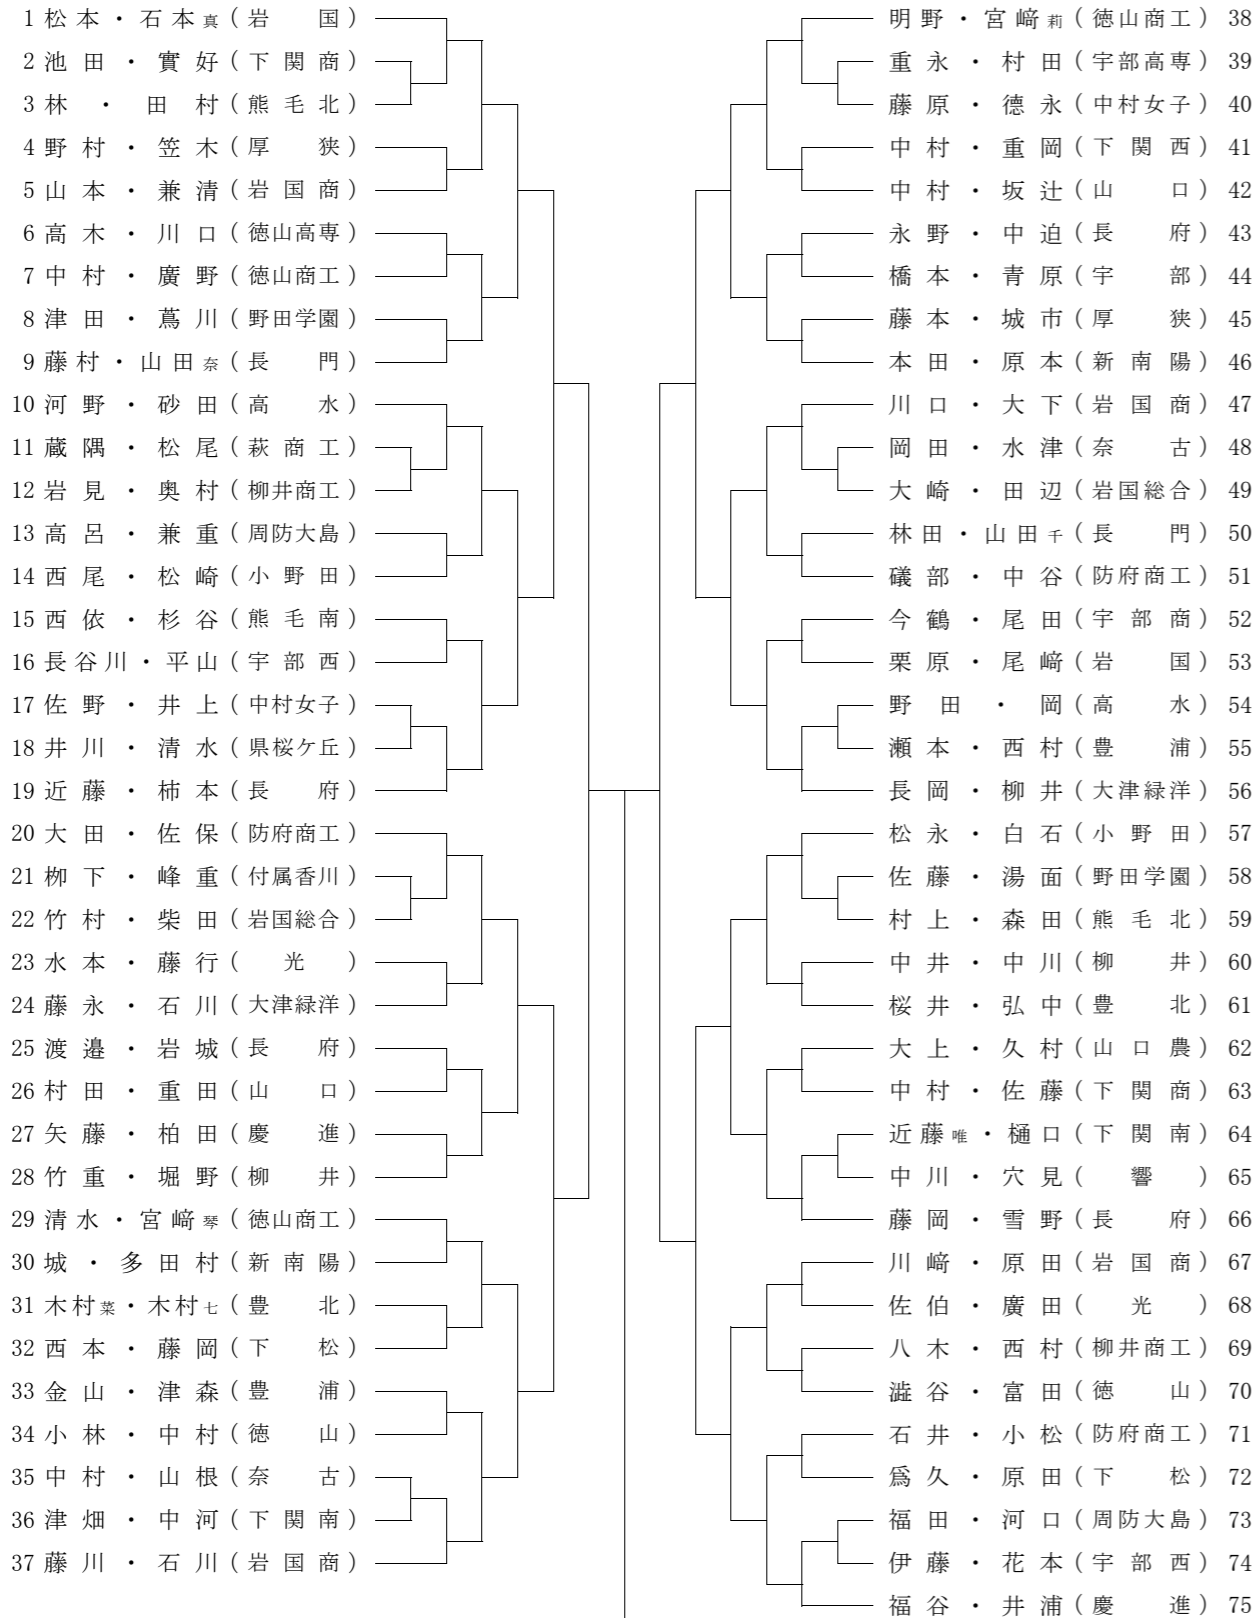 1 松本・石本真（岩国）
2 池田・實好（下関商）
3 林・田村（熊毛北）
4 野村・笠木（厚狭）
5 山本・兼清（岩国商）
6 高木・川口（徳山高専）
7 中村・廣野（徳山商工）
8 津田・蔦川（野田学園）
9 藤村・山田奈（長門）
10 河野・砂田（高水）
11 蔵隅・松尾（萩商工）
12 岩見・奥村（柳井商工）
13 高呂・兼重（周防大島）
14 西尾・松崎（小野田）
15 西依・杉谷（熊毛南）
16 長谷川・平山（宇部西）
17 佐野・井上（中村女子）
18 井川・清水（県桜ケ丘）
19 近藤・柿本（長府）
20 大田・佐保（防府商工）
21 栁下・峰重（付属香川）
22 竹村・柴田（岩国総合）
23 水本・藤行（光）
24 藤永・石川（大津緑洋）
25 渡邉・岩城（長府）
26 村田・重田（山口）
27 矢藤・柏田（慶進）
28 竹重・堀野（柳井）
29 清水・宮﨑琴（徳山商工）
30 城・多田村（新南陽）
31 木村菜・木村七（豊北）
32 西本・藤岡（下松）
33 金山・津森（豊浦）
34 小林・中村（徳山）
35 中村・山根（奈古）
36 津畑・中河（下関南）
37 藤川・石川（岩国商）
明野・宮﨑莉（徳山商工） 38
重永・村田（宇部高専） 39
藤原・德永（中村女子） 40
中村・重岡（下関西） 41
中村・坂辻（山口） 42
永野・中迫（長府） 43
橋本・青原（宇部） 44
藤本・城市（厚狭） 45
本田・原本（新南陽） 46
川口・大下（岩国商） 47
岡田・水津（奈古） 48
大崎・田辺（岩国総合） 49
林田・山田千（長門） 50
礒部・中谷（防府商工） 51
今鶴・尾田（宇部商） 52
栗原・尾﨑（岩国） 53
野田・岡（高水） 54
瀬本・西村（豊浦） 55
長岡・柳井（大津緑洋） 56
松永・白石（小野田） 57
佐藤・湯面（野田学園） 58
村上・森田（熊毛北） 59
中井・中川（柳井） 60
桜井・弘中（豊北） 61
大上・久村（山口農） 62
中村・佐藤（下関商） 63
近藤唯・樋口（下関南） 64
中川・穴見（響） 65
藤岡・雪野（長府） 66
川﨑・原田（岩国商） 67
佐伯・廣田（光） 68
八木・西村（柳井商工） 69
澁谷・富田（徳山） 70
石井・小松（防府商工） 71
爲久・原田（下松） 72
福田・河口（周防大島） 73
伊藤・花本（宇部西） 74
福谷・井浦（慶進） 75